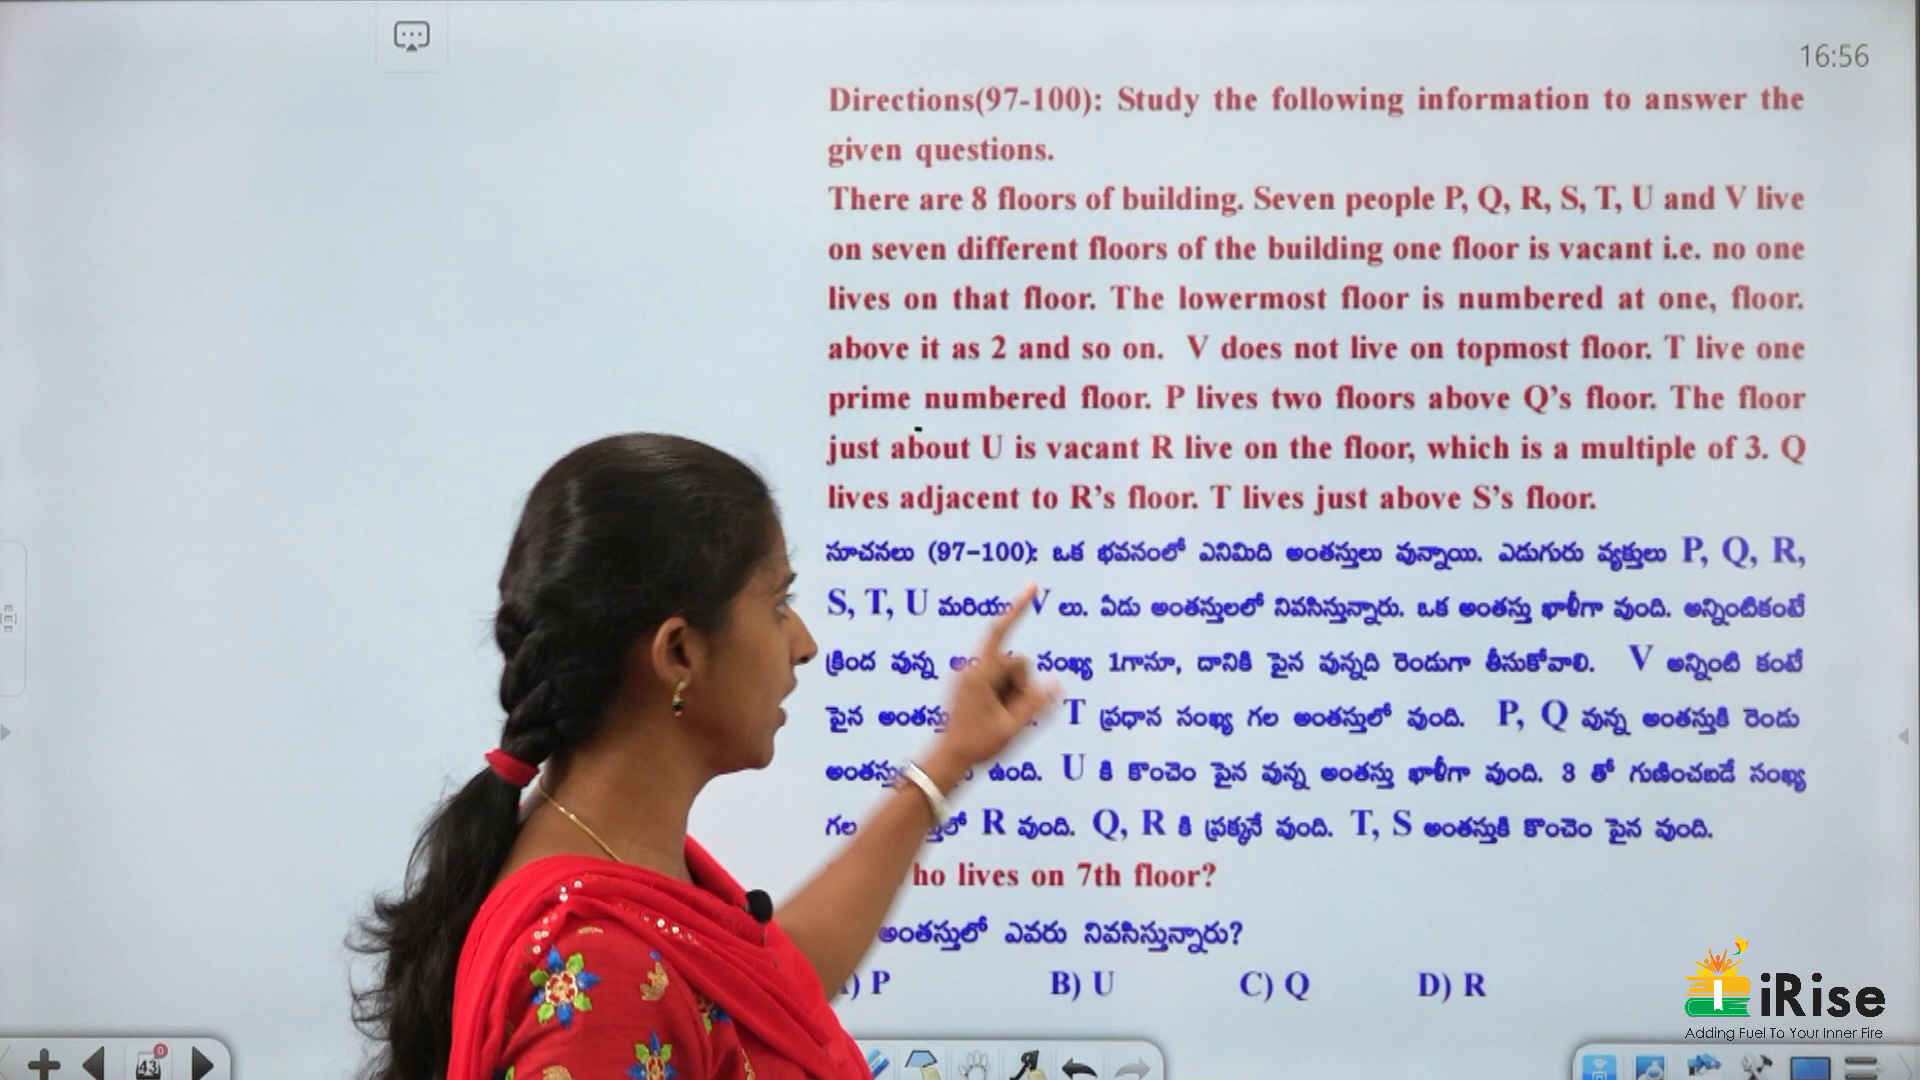 16:56
Directions(97-100): Study the following information to answer the
given questions.
There are 8 floors of building. Seven people P, Q, R, S, T, U and V live
on seven different floors of the building one floor is vacant i.e. no one
lives on that floor. The lowermost floor is numbered at one, floor.
above it as 2 and so on. V does not live on topmost floor. T live one
prime numbered floor. P lives two floors above Q's floor. The floor
just about U is vacant R live on the floor, which is a multiple of 3. Q
lives adjacent to R's floor. T lives just above S's floor.
సూచనలు (97-100): ఒక భవనంలో ఎనిమిది అంతస్తులు వున్నాయి. ఎడుగురు వ్యక్తులు P, Q, R,
S, T, U మరియు V లు. ఏడు అంతస్తులలో నివసిస్తున్నారు. ఒక అంతస్తు ఖాళీగా వుంది. అన్నింటికంటే
క్రింద వున్న సంఖ్య 1గానూ, దానికి పైన వున్నది రెండుగా తీసుకోవాలి. V అన్నింటి కంటే
పైన T ప్రధాన సంఖ్య గల అంతస్తులో వుంది. P, Q వున్న అంతస్తుకి రెండు
ఉంది. U కి కొంచెం పైన వున్న అంతస్తు ఖాళీగా వుంది. 3 తో గుణించబడే సంఖ్య
గల R వుంది. Q, R కి ప్రక్కనే వుంది. T, S అంతస్తుకి కొంచెం పైన వుంది.
ho lives on 7th floor?
అంతస్తులో ఎవరు నివసిస్తున్నారు?
) P B) U C) Q D) R
iRise
Adding Fuel To Your Inner Fire
43
0